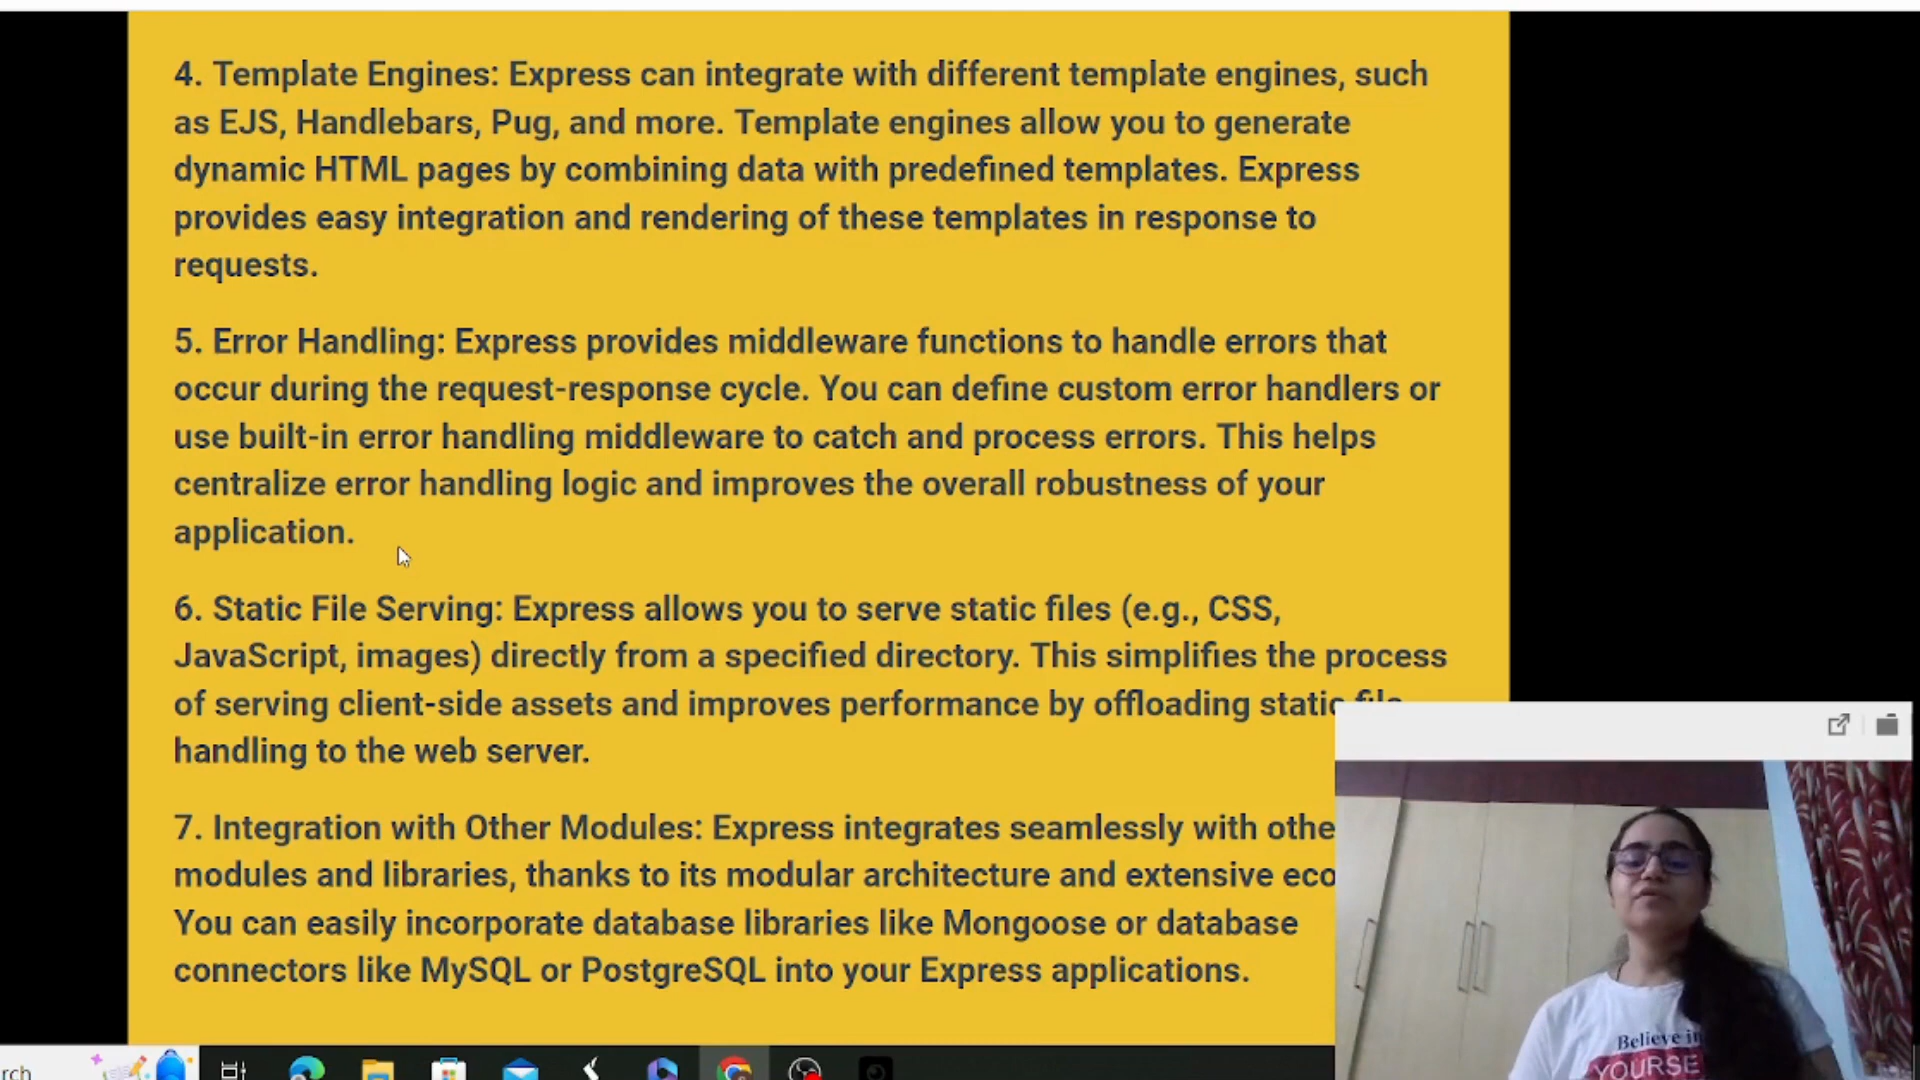 4. Template Engines: Express can integrate with different template engines, such
as EJS, Handlebars, Pug, and more. Template engines allow you to generate
dynamic HTML pages by combining data with predefined templates. Express
provides easy integration and rendering of these templates in response to
requests.
5. Error Handling: Express provides middleware functions to handle errors that
occur during the request-response cycle. You can define custom error handlers or
use built-in error handling middleware to catch and process errors. This helps
centralize error handling logic and improves the overall robustness of your
application.
6. Static File Serving: Express allows you to serve static files (e.g., CSS,
JavaScript, images) directly from a specified directory. This simplifies the process
of serving client-side assets and improves performance by offloading static
handling to the web server.
7. Integration with Other Modules: Express integrates seamlessly with othe
modules and libraries, thanks to its modular architecture and extensive eco
You can easily incorporate database libraries like Mongoose or database
connectors like MySQL or PostgreSQL into your Express applications.
Believe in
YOURSE
rch